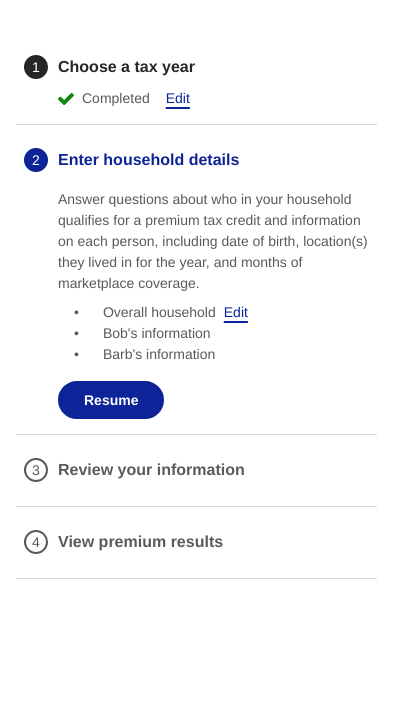 1 Choose a tax year
Completed Edit
2 Enter household details
Answer questions about who in your household
qualifies for a premium tax credit and information
on each person, including date of birth, location(s)
they lived in for the year, and months of
marketplace coverage.
• Overall household Edit
• Bob's information
• Barb's information
Resume
3 Review your information
4 View premium results